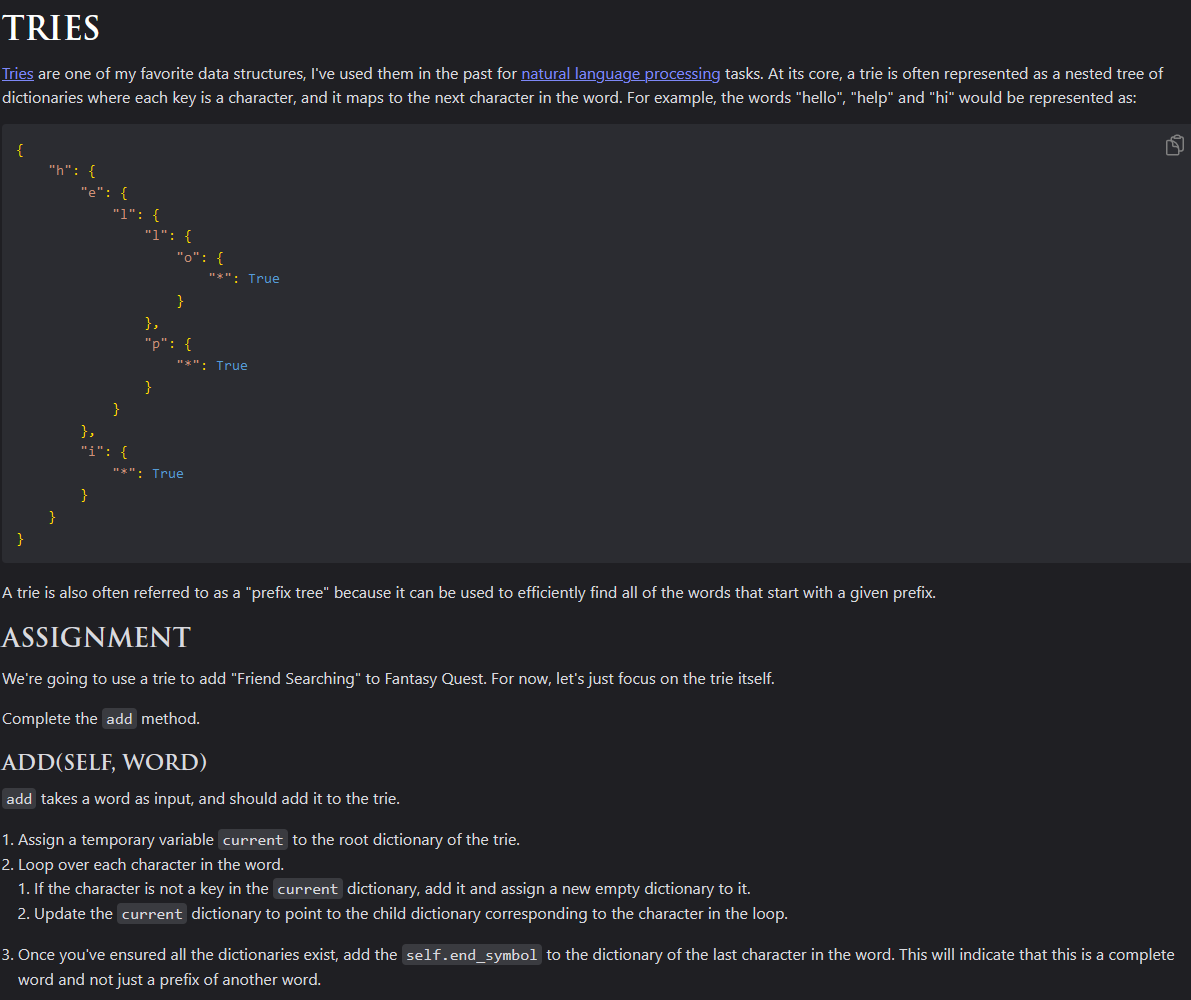 TRIES
Tries are one of my favorite data structures, I've used them in the past for natural language processing tasks. At its core, a trie is often represented as a nested tree of
dictionaries where each key is a character, and it maps to the next character in the word. For example, the words "hello", "help" and "hi" would be represented as:
{
    "h": {
        "e": {
            "l": {
                "l": {
                    "o": {
                        "*": True
                    }
                },
                "p": {
                    "*": True
                }
            }
        },
        "i": {
            "*": True
        }
    }
}
A trie is also often referred to as a "prefix tree" because it can be used to efficiently find all of the words that start with a given prefix.
ASSIGNMENT
We're going to use a trie to add "Friend Searching" to Fantasy Quest. For now, let's just focus on the trie itself.
Complete the add method.
ADD(SELF, WORD)
add takes a word as input, and should add it to the trie.
1. Assign a temporary variable current to the root dictionary of the trie.
2. Loop over each character in the word.
1. If the character is not a key in the current dictionary, add it and assign a new empty dictionary to it.
2. Update the current dictionary to point to the child dictionary corresponding to the character in the loop.
3. Once you've ensured all the dictionaries exist, add the self.end_symbol to the dictionary of the last character in the word. This will indicate that this is a complete
word and not just a prefix of another word.